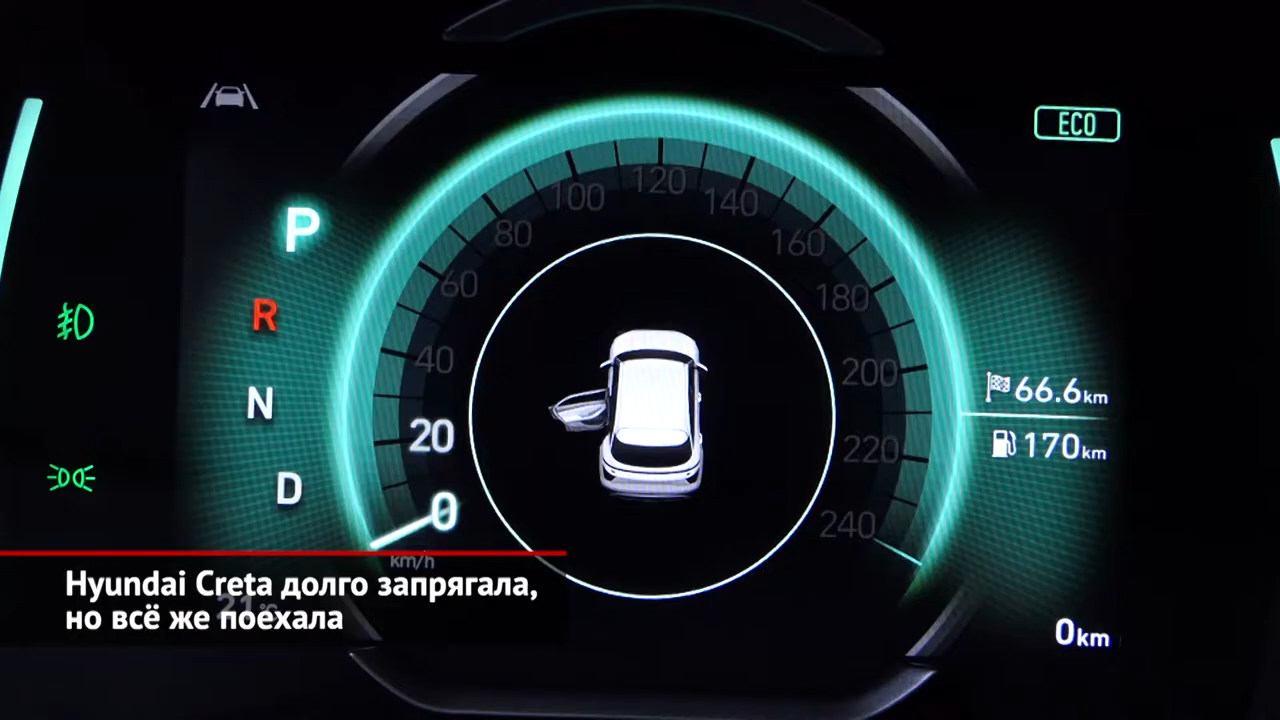 ECO
P
R
N
D
0
20
40
60
80
100
120
140
160
180
200
220
240
km/h
66.6km
170km
0km
Hyundai Creta долго запрягала,
но всё же поехала